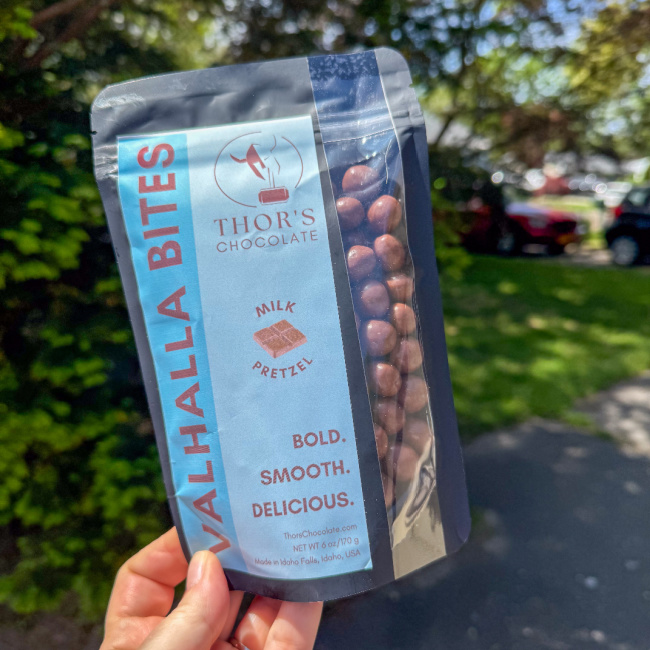 VALHALLA BITES
THOR'S
CHOCOLATE
MILK
PRETZEL
BOLD.
SMOOTH.
DELICIOUS.
ThorsChocolate.com
NET WT 6 oz/170 g
Made in Idaho Falls, Idaho, USA